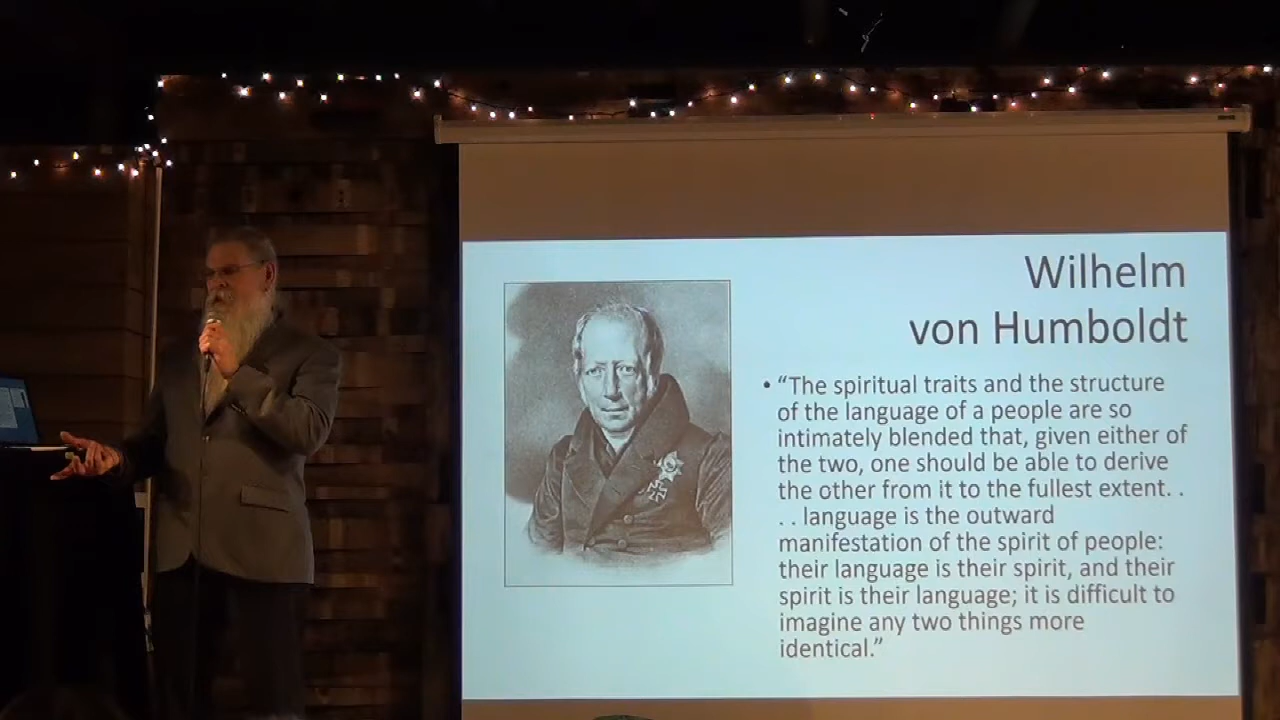 Wilhelm
von Humboldt
• “The spiritual traits and the structure
of the language of a people are so
intimately blended that, given either of
the two, one should be able to derive
the other from it to the fullest extent. .
. . language is the outward
manifestation of the spirit of people:
their language is their spirit, and their
spirit is their language; it is difficult to
imagine any two things more
identical.”